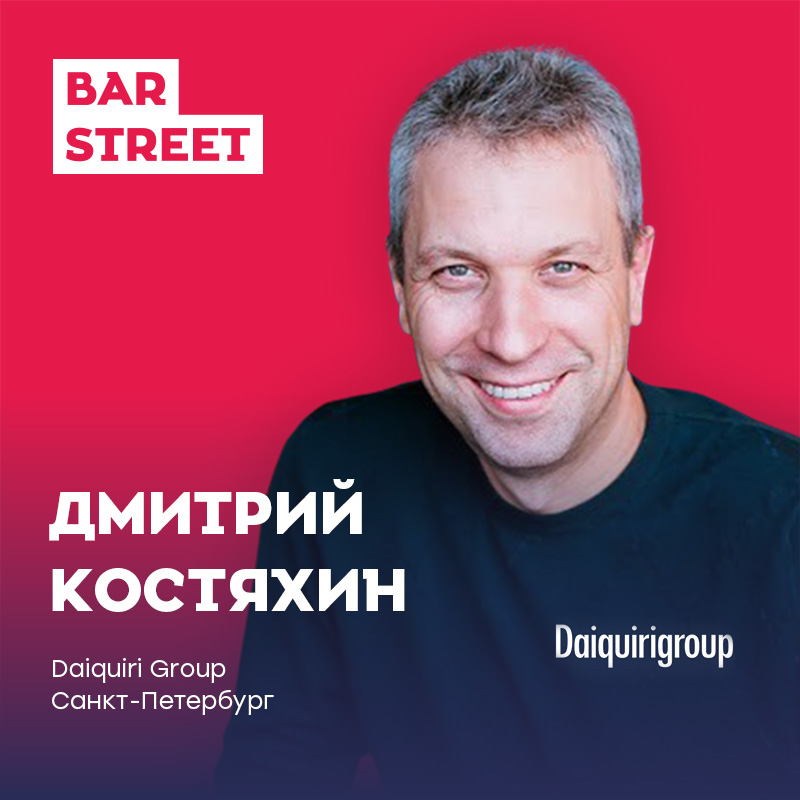 BAR
STREET
ДМИТРИЙ
КОСТЯХИН
Daiquiri Group
Санкт-Петербург
Daiquirigroup